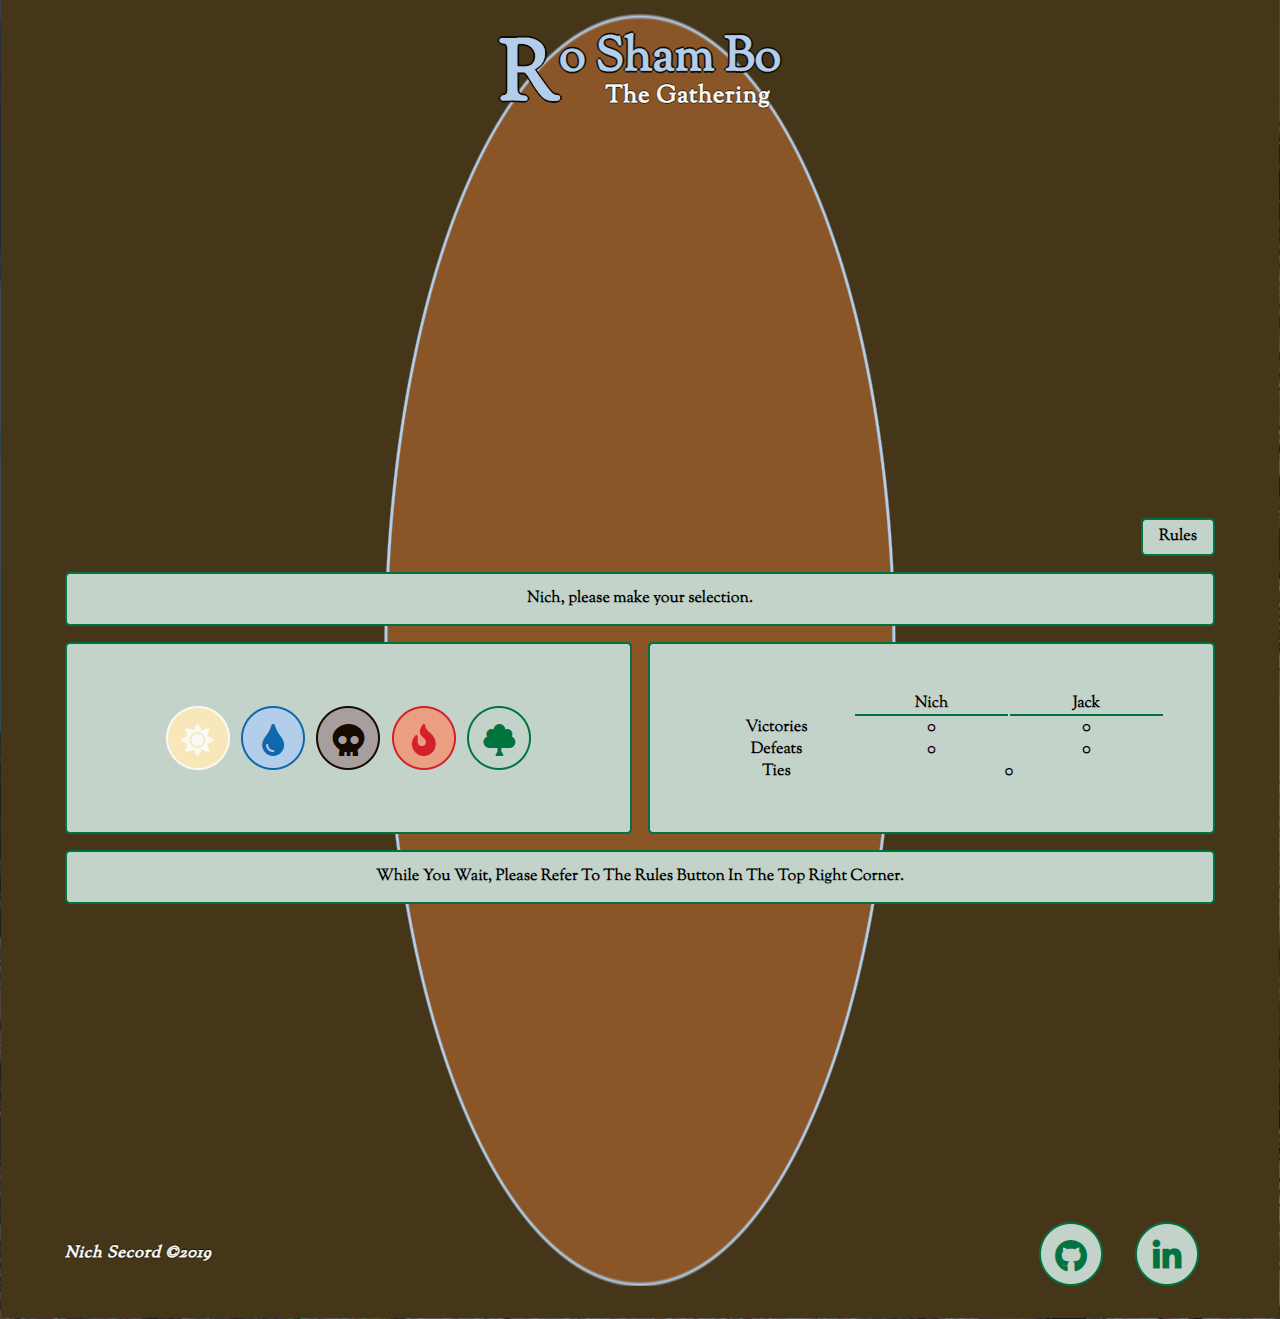 Ro Sham Bo
The Gathering
Rules
Nich, please make your selection.
Nich Jack
Victories 0 0
Defeats 0 0
Ties 0
While You Wait, Please Refer To The Rules Button In The Top Right Corner.
Nich Secord ©2019
in